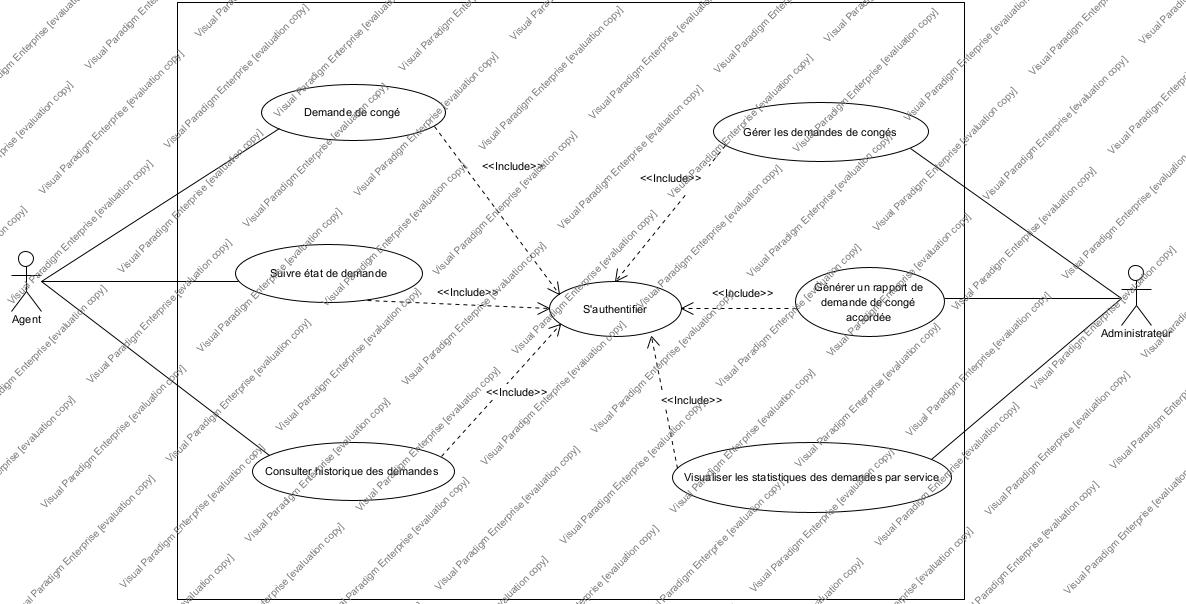 Demande de congé
Gérer les demandes de congés
<<Include>>
<<Include>>
Suivre état de demande
<<Include>>
S'authentifier
<<Include>>
Générer un rapport de
demande de congé
accordée
Agent
Administrateur
<<Include>>
<<Include>>
Consulter historique des demandes
Visualiser les statistiques des demandes par service
Visual Paradigm Enterprise [evaluation copy]